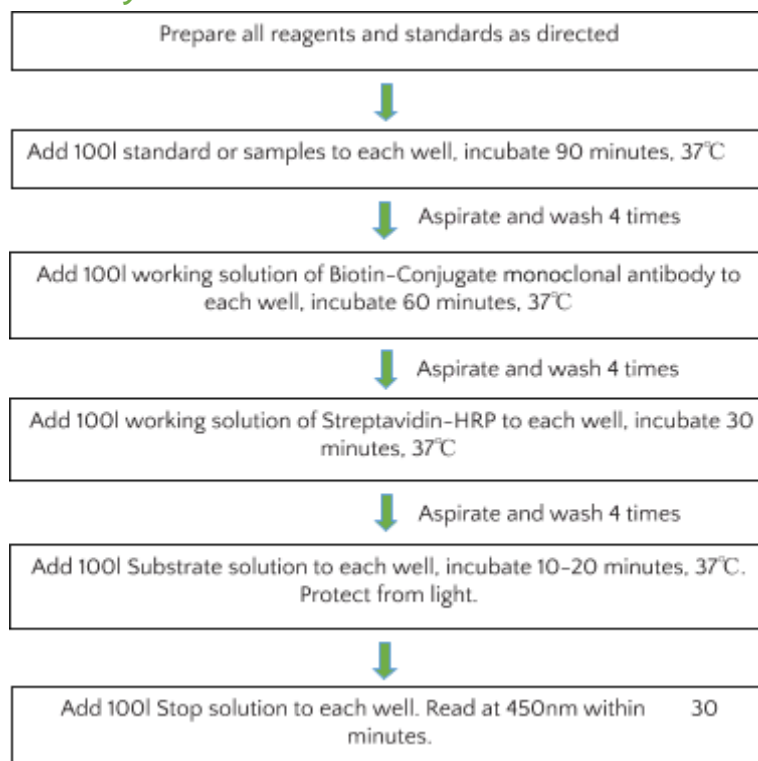 Prepare all reagents and standards as directed
Add 100l standard or samples to each well, incubate 90 minutes, 37℃
Aspirate and wash 4 times
Add 100l working solution of Biotin-Conjugate monoclonal antibody to
each well, incubate 60 minutes, 37℃
Aspirate and wash 4 times
Add 100l working solution of Streptavidin-HRP to each well, incubate 30
minutes, 37℃
Aspirate and wash 4 times
Add 100l Substrate solution to each well, incubate 10-20 minutes, 37℃.
Protect from light.
Add 100l Stop solution to each well. Read at 450nm within 30
minutes.